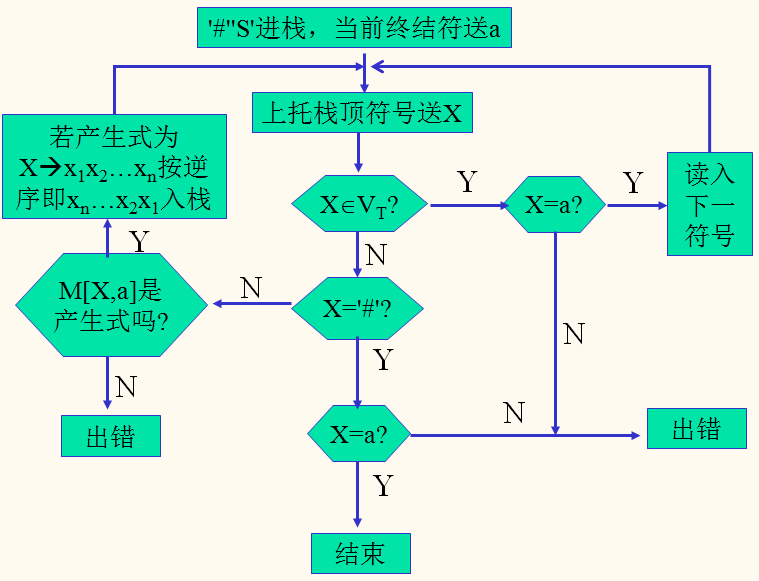 '#''S'进栈，当前终结符送a
上托栈顶符号送X
若产生式为
X→x₁x₂…xₙ按逆
序即xₙ…x₂x₁入栈
X∈V_T?
Y
X=a?
Y
读入
下一
符号
Y
N
M[X,a]是
产生式吗?
N
X='#'?
N
Y
N
出错
X=a?
N
出错
Y
结束